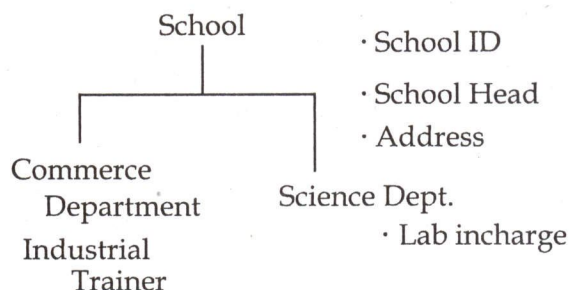 School
· School ID
· School Head
· Address
Commerce
Department
Industrial
Trainer
Science Dept.
· Lab incharge